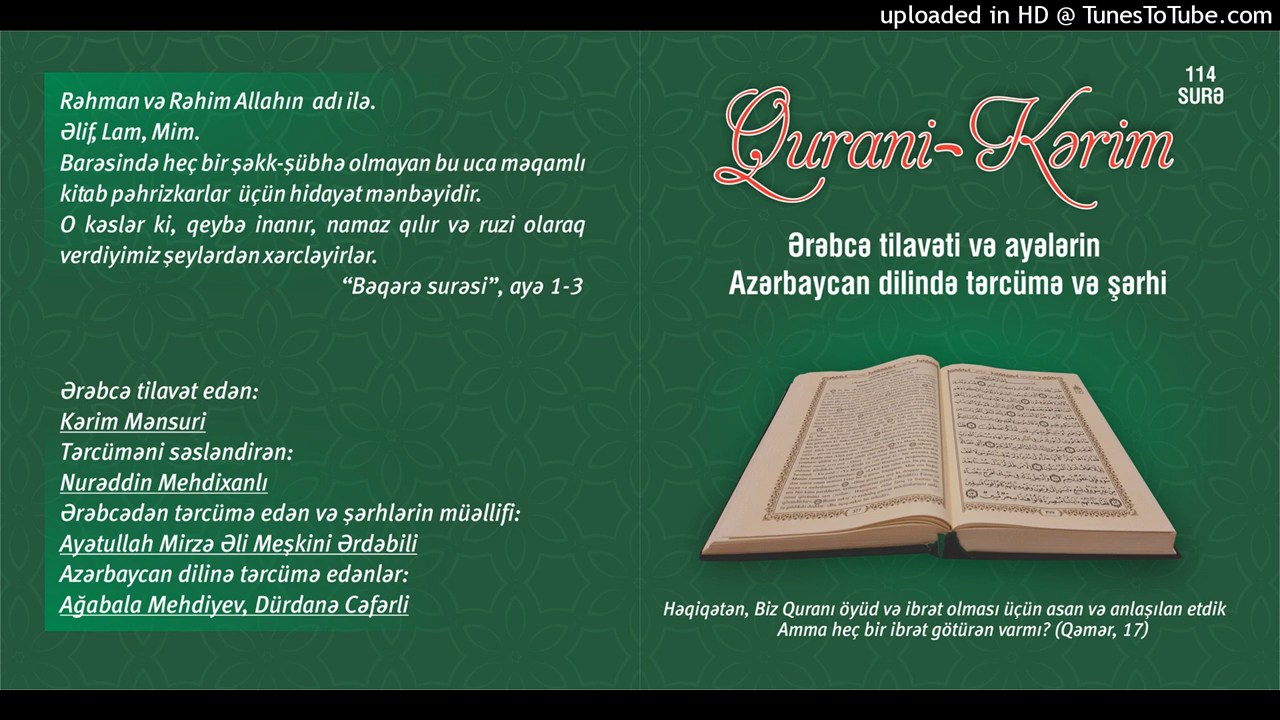 uploaded in HD @ TunesToTube.com
Rəhman və Rəhim Allahın adı ilə.
Əlif, Lam, Mim.
Barəsində heç bir şəkk-şübhə olmayan bu uca məqamlı
kitab pəhrizkarlar üçün hidayət mənbəyidir.
O kəslər ki, qeybə inanır, namaz qılır və ruzi olaraq
verdiyimiz şeylərdən xərcləyirlər.
“Bəqərə surəsi”, ayə 1-3
Ərəbcə tilavət edən:
Kərim Mənsuri
Tərcüməni səsləndirən:
Nurəddin Mehdixanlı
Ərəbcədən tərcümə edən və şərhlərin müəllifi:
Ayətullah Mirzə Əli Meşkini Ərdəbili
Azərbaycan dilinə tərcümə edənlər:
Ağabala Mehdiyev, Dürdanə Cəfərli
114
SURƏ
Qurani-Kərim
Ərəbcə tilavəti və ayələrin
Azərbaycan dilində tərcümə və şərhi
Həqiqətən, Biz Quranı öyüd və ibrət olması üçün asan və anlaşılan etdik
Amma heç bir ibrət götürən varmı? (Qəmər, 17)